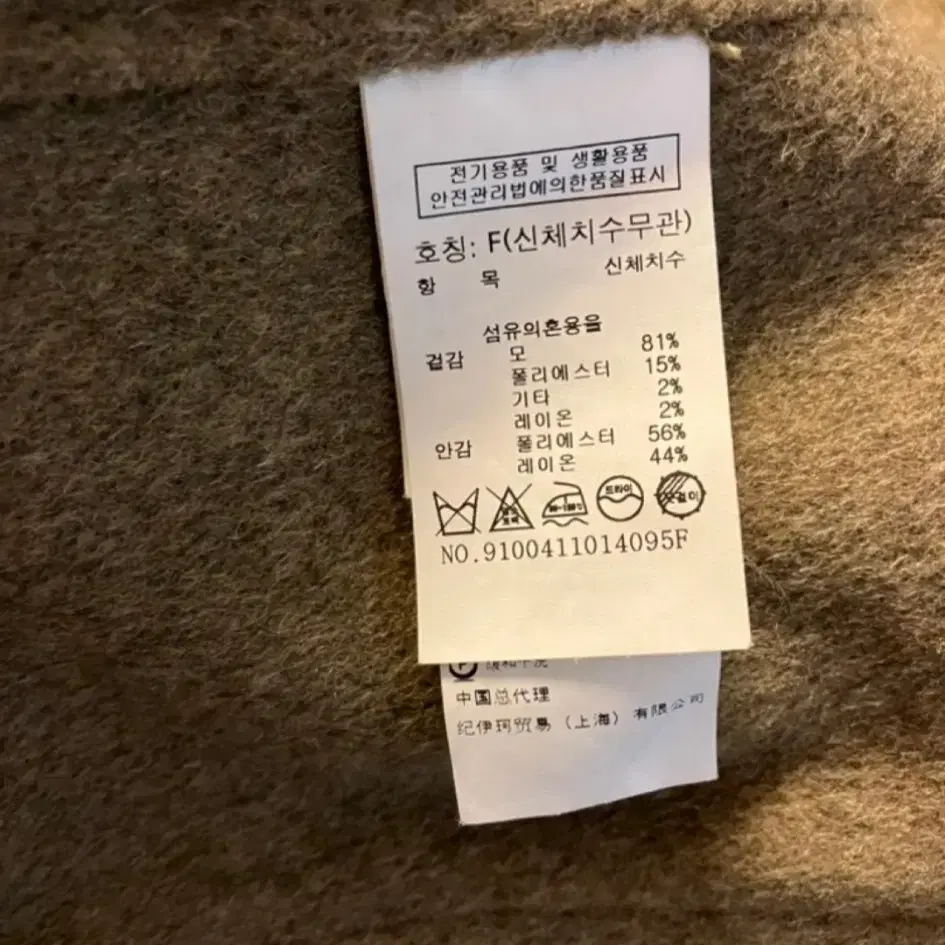 전기용품 및 생활용품
안전관리법에의한품질표시
호칭: F(신체치수무관)
항 목 신체치수
섬유의혼용율
겉감 모 81%
폴리에스터 15%
기타 2%
레이온 2%
안감 폴리에스터 56%
레이온 44%
드라이
NO.9100411014095F
中国总代理
纪伊珂贸易（上海）有限公司